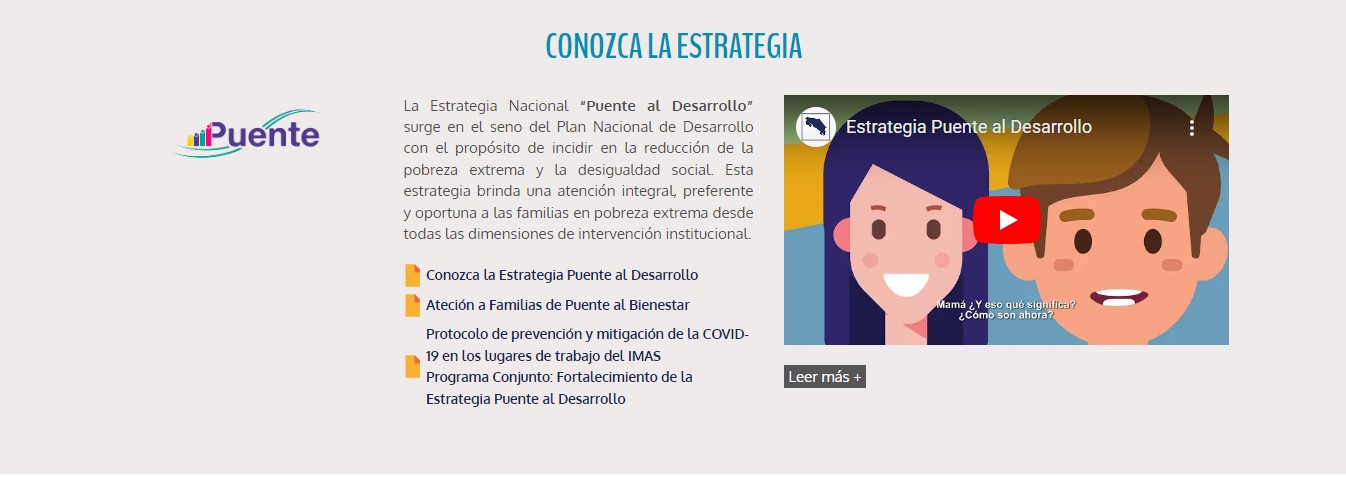 CONOZCA LA ESTRATEGIA
Puente
La Estrategia Nacional “Puente al Desarrollo”
surge en el seno del Plan Nacional de Desarrollo
con el propósito de incidir en la reducción de la
pobreza extrema y la desigualdad social. Esta
estrategia brinda una atención integral, preferente
y oportuna a las familias en pobreza extrema desde
todas las dimensiones de intervención institucional.
Conozca la Estrategia Puente al Desarrollo
Ateción a Familias de Puente al Bienestar
Protocolo de prevención y mitigación de la COVID-
19 en los lugares de trabajo del IMAS
Programa Conjunto: Fortalecimiento de la
Estrategia Puente al Desarrollo
Estrategia Puente al Desarrollo
Mamá ¿Y eso qué significa?
¿Cómo son ahora?
Leer más +